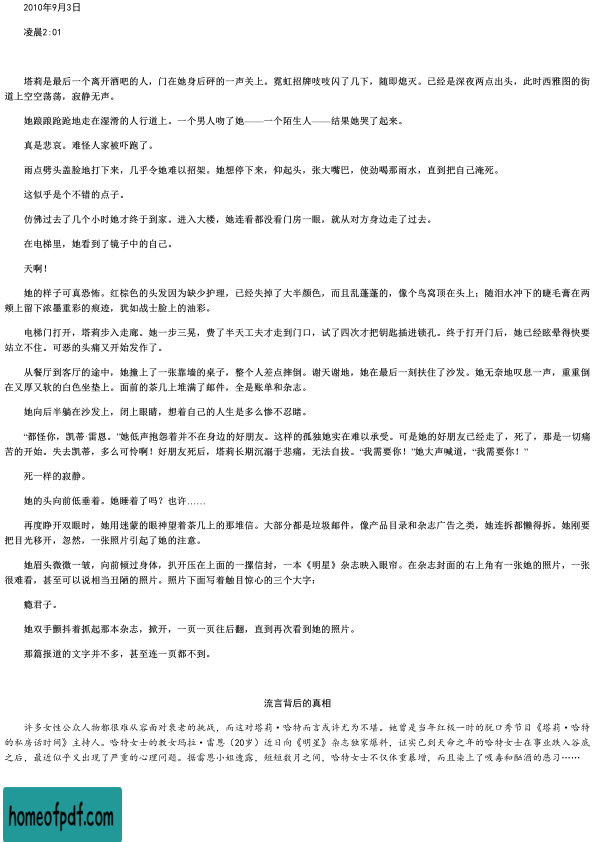 2010年9月3日
凌晨2:01
塔莉是最后一个离开酒吧的人，门在她身后砰的一声关上。霓虹招牌吱吱闪了几下，随即熄灭。已经是深夜两点出头，此时西雅图的街
道上空空荡荡，寂静无声。
她踉踉跄跄地走在湿滑的人行道上。一个男人吻了她——一个陌生人——结果她哭了起来。
真是悲哀。难怪人家被吓跑了。
雨点劈头盖脸地打下来，几乎令她难以招架。她想停下来，仰起头，张大嘴巴，使劲喝那雨水，直到把自己淹死。
这似乎是个不错的点子。
仿佛过去了几个小时她才终于到家。进入大楼，她连看都没看门房一眼，就从对方身边走了过去。
在电梯里，她看到了镜子中的自己。
天啊！
她的样子可真恐怖。红棕色的头发因为缺少护理，已经失掉了大半颜色，而且乱蓬蓬的，像个鸟窝顶在头上；随泪水冲下的睫毛膏在两
颊上留下浓墨重彩的痕迹，犹如战士脸上的油彩。
电梯门打开，塔莉步入走廊。她一步三晃，费了半天工夫才走到门口，试了四次才把钥匙插进锁孔。终于打开门后，她已经眩晕得快要
站立不住。可恶的头痛又开始发作了。
从餐厅到客厅的途中，她撞上了一张靠墙的桌子，整个人差点摔倒。谢天谢地，她在最后一刻扶住了沙发。她无奈地叹息一声，重重倒
在又厚又软的白色坐垫上。面前的茶几上堆满了邮件，全是账单和杂志。
她向后半躺在沙发上，闭上眼睛，想着自己的人生是多么惨不忍睹。
“都怪你，凯蒂·雷恩。”她低声抱怨着并不在身边的好朋友。这样的孤独她实在难以承受。可是她的好朋友已经走了，死了，那是一切痛
苦的开始。失去凯蒂，多么可怜啊！好朋友死后，塔莉长期沉溺于悲痛，无法自拔。“我需要你！”她大声喊道，“我需要你！”
死一样的寂静。
她的头向前低垂着。她睡着了吗？也许……
再度睁开双眼时，她用迷蒙的眼神望着茶几上的那堆信。大部分都是垃圾邮件，像产品目录和杂志广告之类，她连拆都懒得拆。她刚要
把目光移开，忽然，一张照片引起了她的注意。
她眉头微微一皱，向前倾过身体，扒开压在上面的一摞信封，一本《明星》杂志映入眼帘。在杂志封面的右上角有一张她的照片，一张
很难看，甚至可以说相当丑陋的照片。照片下面写着触目惊心的三个大字：
瘾君子。
她双手颤抖着抓起那本杂志，掀开，一页一页往后翻，直到再次看到她的照片。
那篇报道的文字并不多，甚至连一页都不到。
流言背后的真相
许多女性公众人物都很难从容面对衰老的挑战，而这对塔莉·哈特而言或许尤为不堪。她曾是当年红极一时的脱口秀节目《塔莉·哈特
的私房话时间》主持人。哈特女士的教女玛拉·雷恩（20岁）近日向《明星》杂志独家爆料，证实已到天命之年的哈特女士在事业跌入谷底
之后，最近似乎又出现了严重的心理问题。据雷恩小姐透露，短短数月之间，哈特女士不仅体重暴增，而且染上了吸毒和酗酒的恶习……
homeofpdf.com